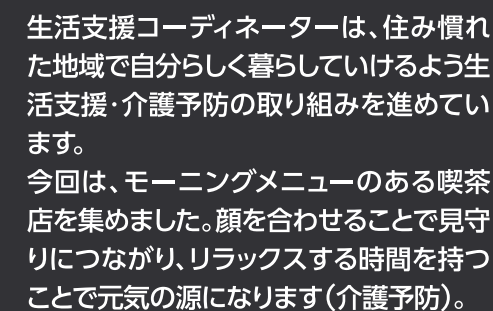 生活支援コーディネーターは、住み慣れ
た地域で自分らしく暮らしていけるよう生
活支援・介護予防の取り組みを進めてい
ます。
今回は、モーニングメニューのある喫茶
店を集めました。顔を合わせることで見守
りにつながり、リラックスする時間を持つ
ことで元気の源になります（介護予防）。